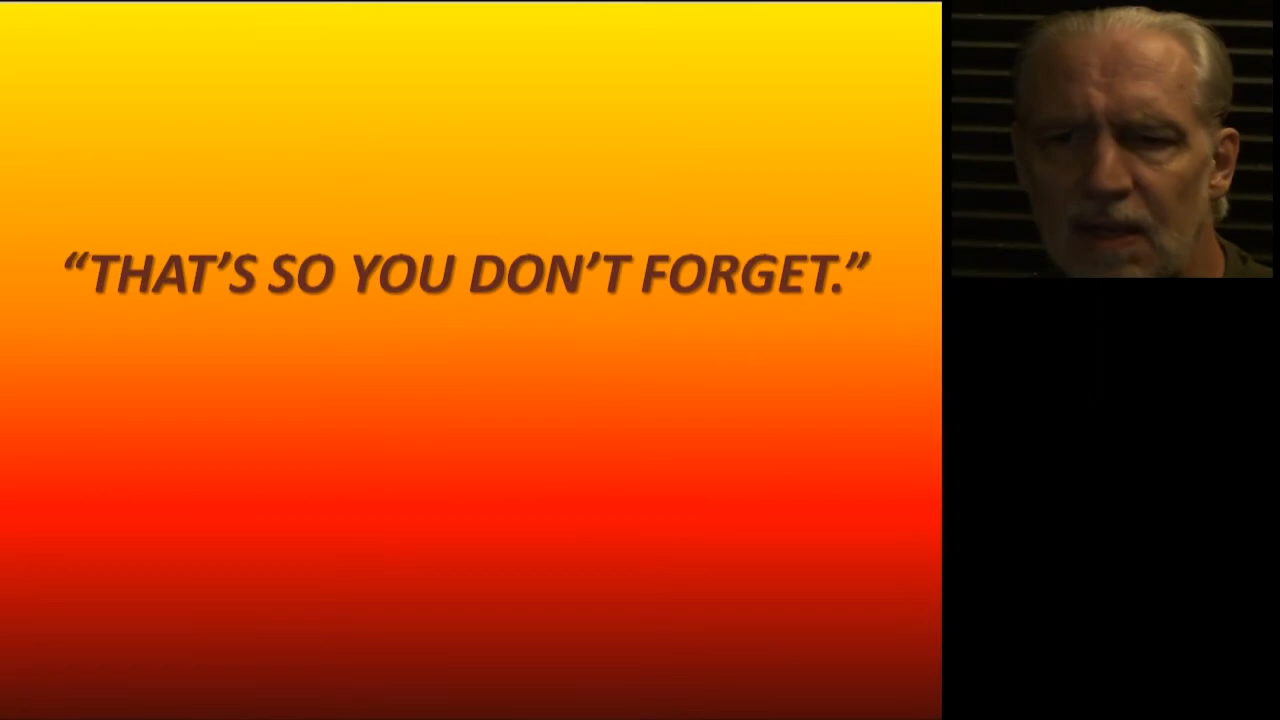 “THAT’S SO YOU DON’T FORGET.”